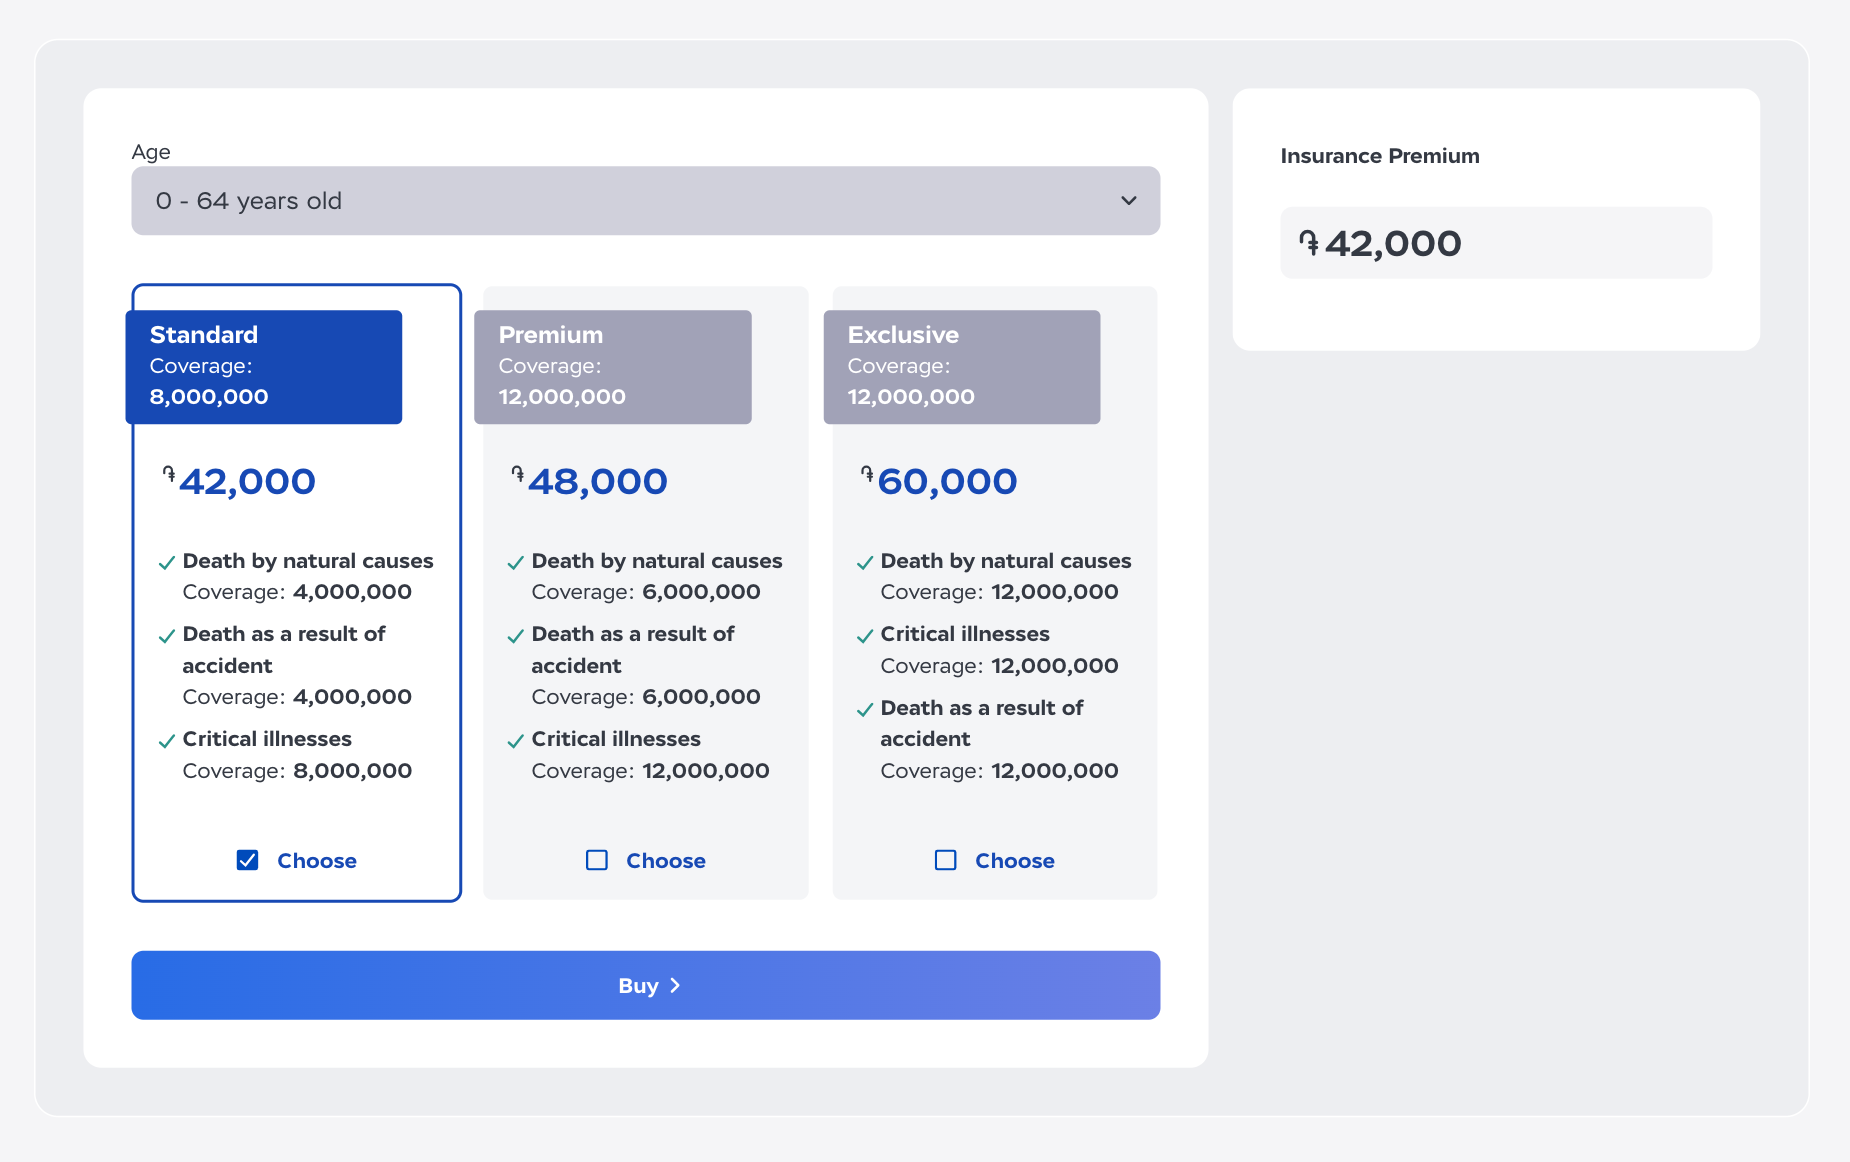 Age
0 - 64 years old
Standard
Coverage:
8,000,000
֏42,000
Death by natural causes
Coverage: 4,000,000
Death as a result of
accident
Coverage: 4,000,000
Critical illnesses
Coverage: 8,000,000
Choose
Premium
Coverage:
12,000,000
֏48,000
Death by natural causes
Coverage: 6,000,000
Death as a result of
accident
Coverage: 6,000,000
Critical illnesses
Coverage: 12,000,000
Choose
Exclusive
Coverage:
12,000,000
֏60,000
Death by natural causes
Coverage: 12,000,000
Critical illnesses
Coverage: 12,000,000
Death as a result of
accident
Coverage: 12,000,000
Choose
Buy
Insurance Premium
֏42,000